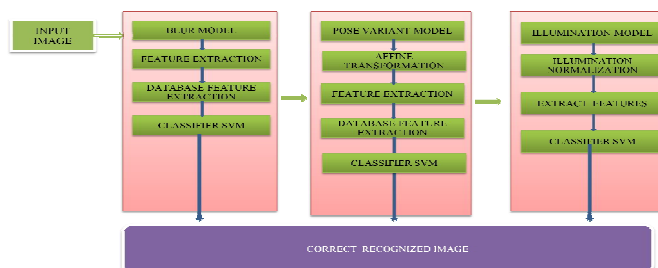 INPUT
IMAGE
BLUR MODEL
FEATURE EXTRACTION
DATABASE FEATURE
EXTRACTION
CLASSIFIER SVM
POSE VARIANT MODEL
AFFINE
TRANSFORMATION
FEATURE EXTRACTION
DATABASE FEATURE
EXTRACTION
CLASSIFIER SVM
ILLUMINATION MODEL
ILLUMINATION
NORMALIZATION
EXTRACT FEATURES
CLASSIFIER SVM
CORRECT RECOGNIZED IMAGE